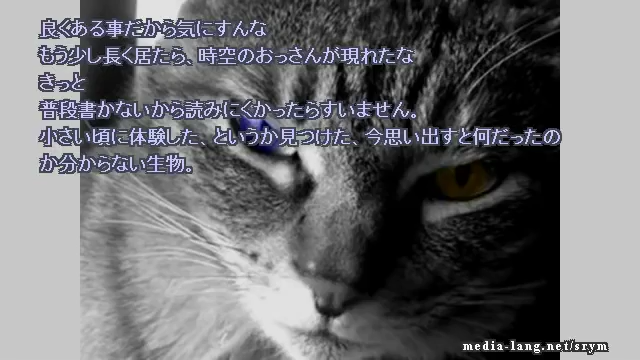 良くある事だから気にすんな
もう少し長く居たら、時空のおっさんが現れたな
きっと
普段書かないから読みにくかったらすいません。
小さい頃に体験した、というか見つけた、今思い出すと何だったの
か分からない生物。
media-lang.net/srym